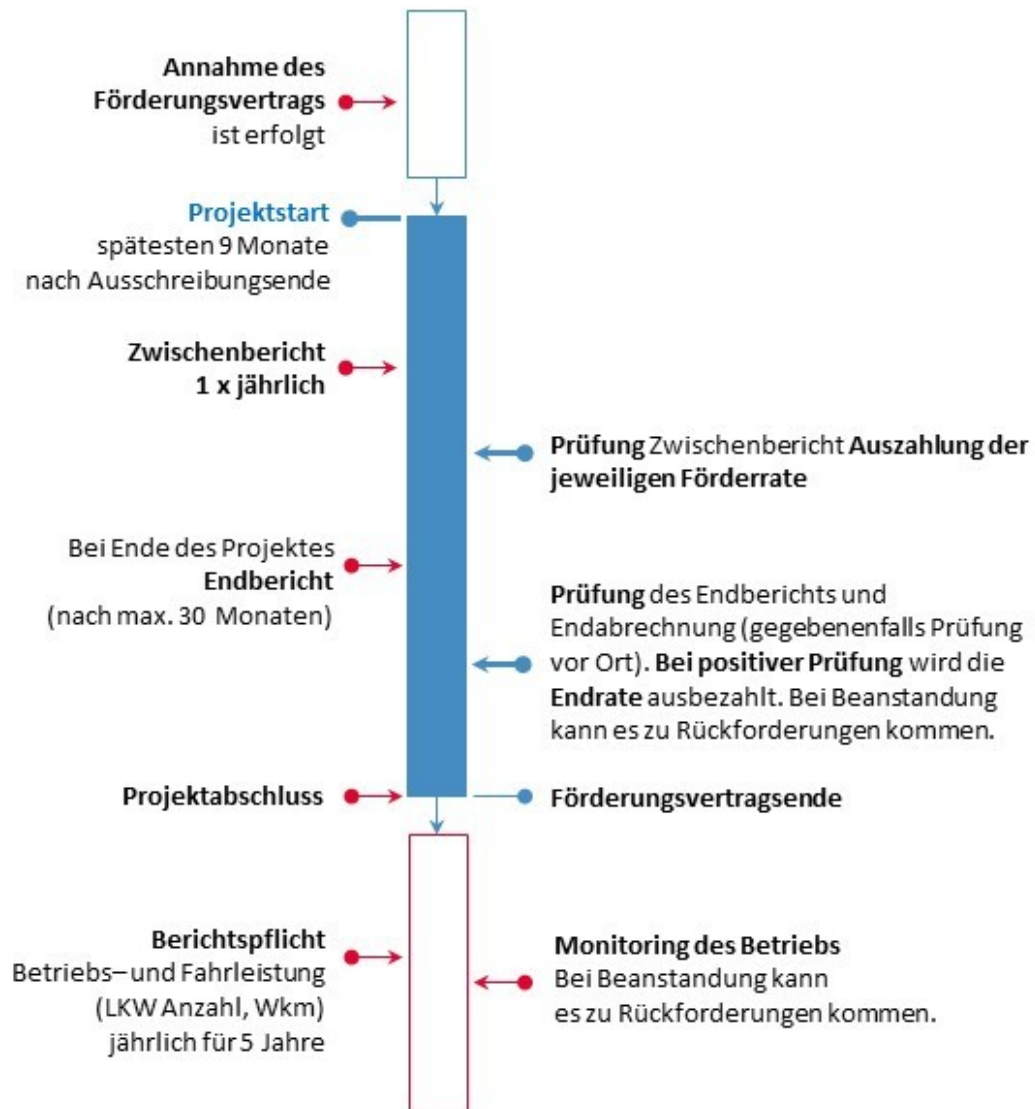 Annahme des
Förderungsvertrags
ist erfolgt
Projektstart
spätesten 9 Monate
nach Ausschreibungsende
Zwischenbericht
1 x jährlich
Prüfung Zwischenbericht Auszahlung der
jeweiligen Förderrate
Bei Ende des Projektes
Endbericht
(nach max. 30 Monaten)
Prüfung des Endberichts und
Endabrechnung (gegebenenfalls Prüfung
vor Ort). Bei positiver Prüfung wird die
Endrate ausbezahlt. Bei Beanstandung
kann es zu Rückforderungen kommen.
Projektabschluss
Förderungsvertragsende
Berichtspflicht
Betriebs– und Fahrleistung
(LKW Anzahl, Wkm)
jährlich für 5 Jahre
Monitoring des Betriebs
Bei Beanstandung kann
es zu Rückforderungen kommen.